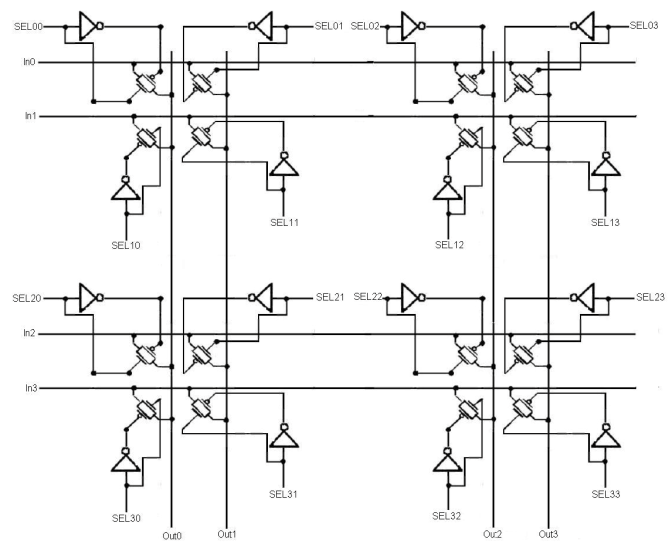 SEL00 SEL01 SEL02 SEL03
In0
In1
SEL10 SEL11 SEL12 SEL13
SEL20 SEL21 SEL22 SEL23
In2
In3
SEL30 SEL31 SEL32 SEL33
Out0 Out1 Out2 Out3